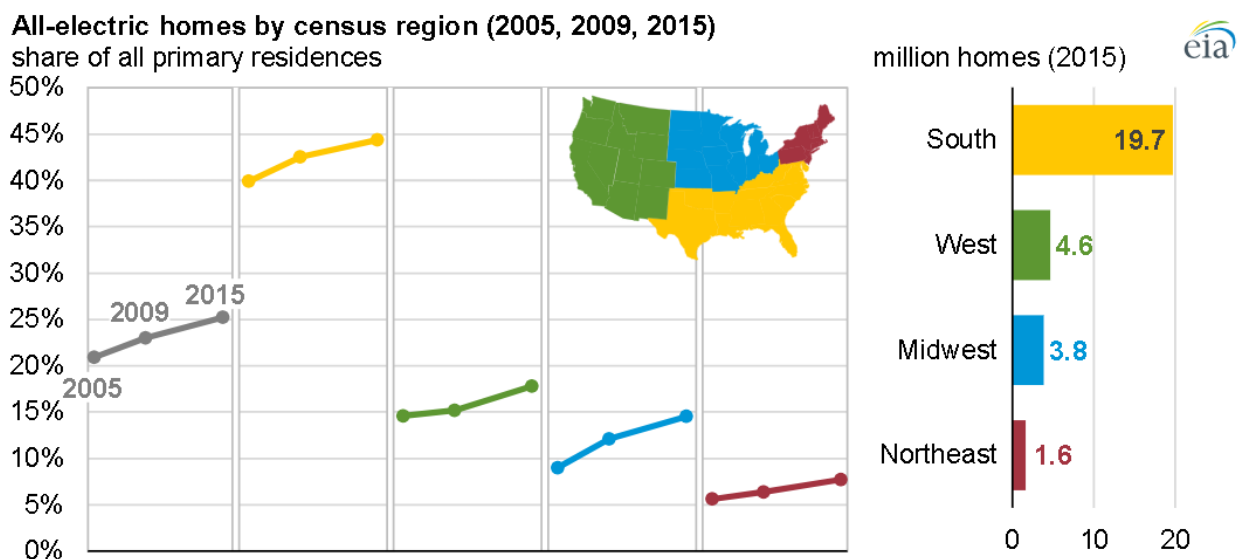 All-electric homes by census region (2005, 2009, 2015)
share of all primary residences
50%
45%
40%
35%
30%
25%
20%
15%
10%
5%
0%
2005
2009
2015
eia
million homes (2015)
South
19.7
West
4.6
Midwest
3.8
Northeast
1.6
0 10 20